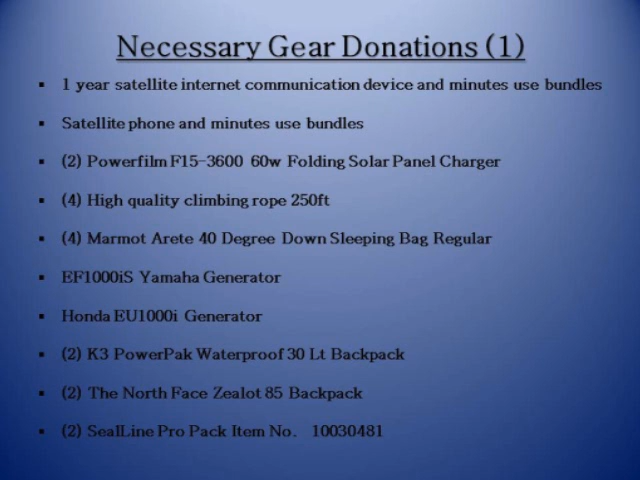 Necessary Gear Donations (1)
▪ 1 year satellite internet communication device and minutes use bundles
▪ Satellite phone and minutes use bundles
▪ (2) Powerfilm F15-3600 60w Folding Solar Panel Charger
▪ (4) High quality climbing rope 250ft
▪ (4) Marmot Arete 40 Degree Down Sleeping Bag Regular
▪ EF1000iS Yamaha Generator
▪ Honda EU1000i Generator
▪ (2) K3 PowerPak Waterproof 30 Lt Backpack
▪ (2) The North Face Zealot 85 Backpack
▪ (2) SealLine Pro Pack Item No. 10030481